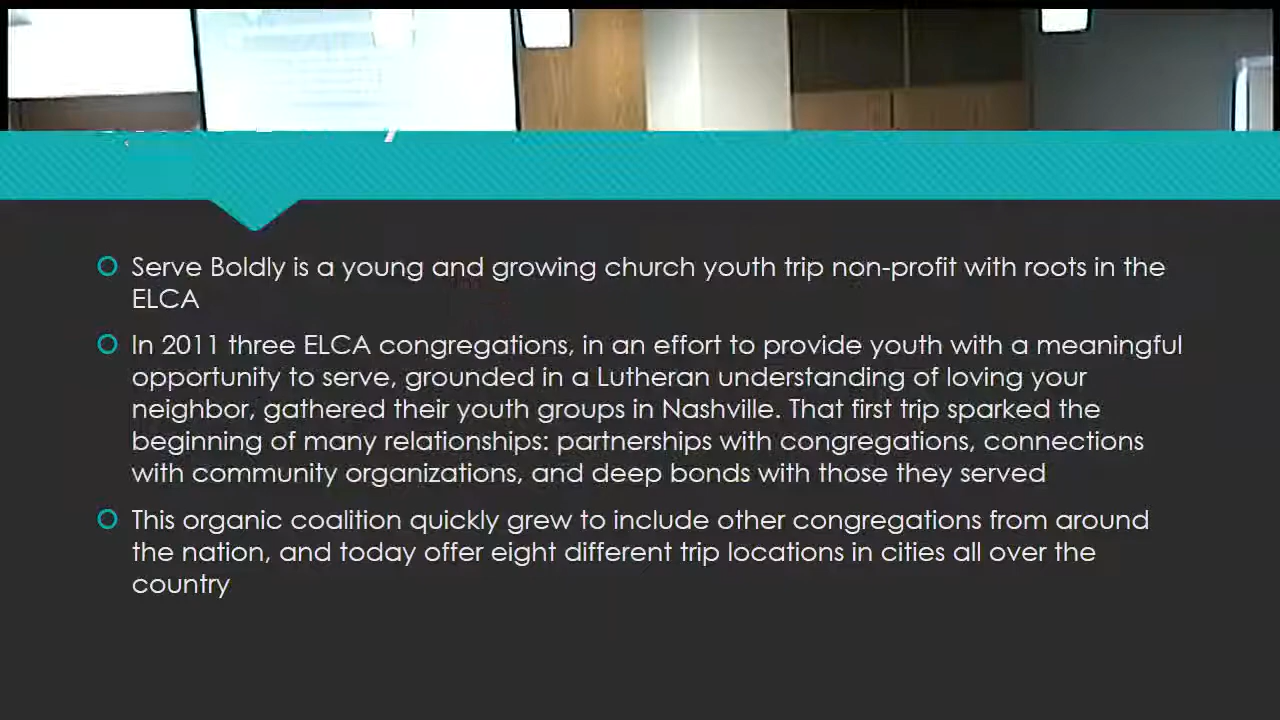 Serve Boldly is a young and growing church youth trip non-profit with roots in the
ELCA
In 2011 three ELCA congregations, in an effort to provide youth with a meaningful
opportunity to serve, grounded in a Lutheran understanding of loving your
neighbor, gathered their youth groups in Nashville. That first trip sparked the
beginning of many relationships: partnerships with congregations, connections
with community organizations, and deep bonds with those they served
This organic coalition quickly grew to include other congregations from around
the nation, and today offer eight different trip locations in cities all over the
country